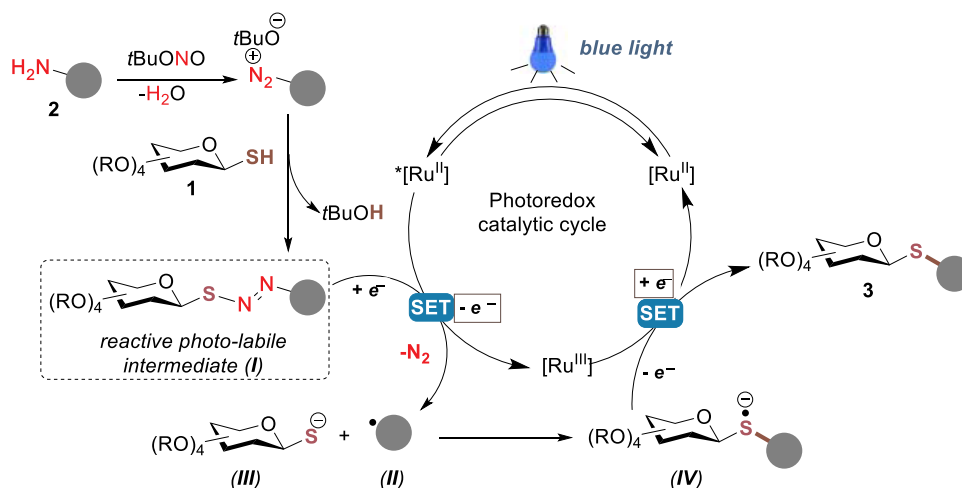 tBuO⊖
H₂N
tBuONO
⊕
N₂
-H₂O
2
blue light
(RO)₄
O
SH
1
*[Ruᴵᴵ]
[Ruᴵᴵ]
tBuOH
Photoredox
catalytic cycle
(RO)₄
O
S
3
(RO)₄
O
S
N
N
+ e⁻
SET
- e⁻
+ e⁻
SET
reactive photo-labile
intermediate (I)
-N₂
[Ruᴵᴵᴵ]
- e⁻
(RO)₄
O
S⊖
+
•
(RO)₄
O
S
•
⊖
(III)
(II)
(IV)